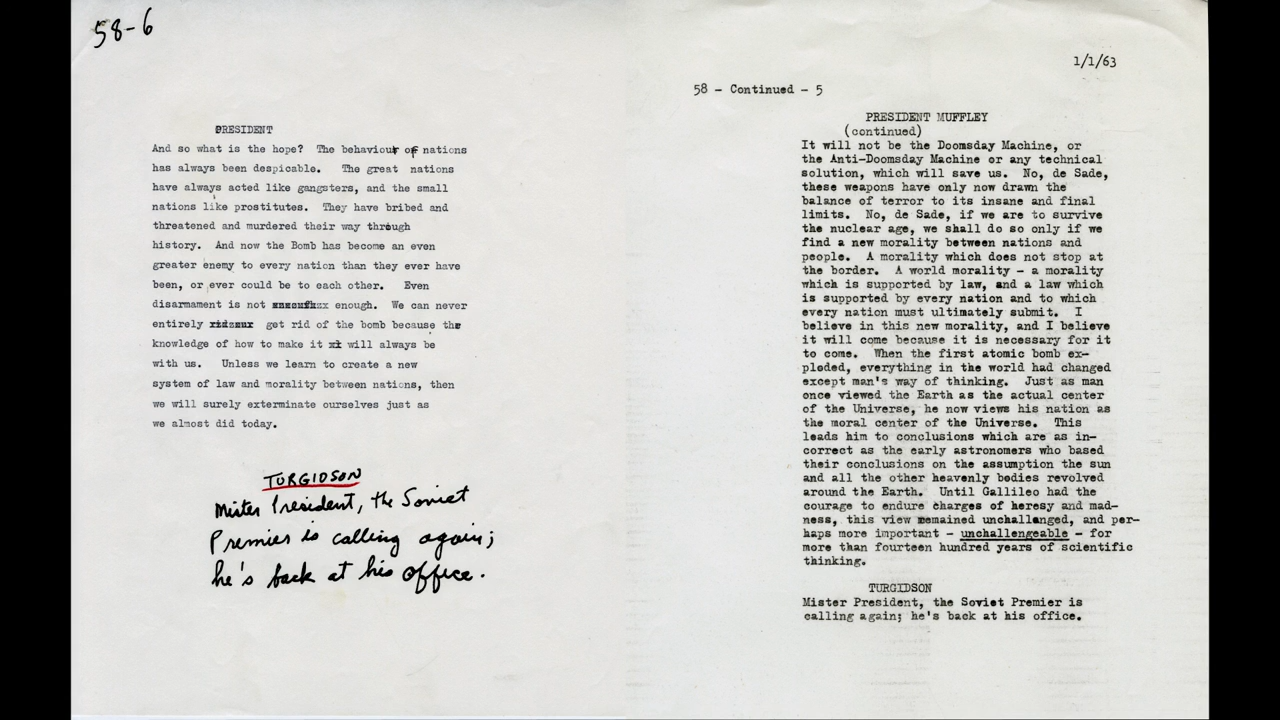 58-6
PRESIDENT
And so what is the hope? The behaviour of nations
has always been despicable. The great nations
have always acted like gangsters, and the small
nations like prostitutes. They have bribed and
threatened and murdered their way through
history. And now the Bomb has become an even
greater enemy to every nation than they ever have
been, or ever could be to each other. Even
disarmament is not enough. We can never
entirely get rid of the bomb because the
knowledge of how to make it will always be
with us. Unless we learn to create a new
system of law and morality between nations, then
we will surely exterminate ourselves just as
we almost did today.
TURGIDSON
Mister President, the Soviet
Premier is calling again;
he's back at his office.
1/1/63
58 - Continued - 5
PRESIDENT MUFFLEY
(continued)
It will not be the Doomsday Machine, or
the Anti-Doomsday Machine or any technical
solution, which will save us. No, de Sade,
these weapons have only now drawn the
balance of terror to its insane and final
limits. No, de Sade, if we are to survive
the nuclear age, we shall do so only if we
find a new morality between nations and
people. A morality which does not stop at
the border. A world morality - a morality
which is supported by law, and a law which
is supported by every nation and to which
every nation must ultimately submit. I
believe in this new morality, and I believe
it will come because it is necessary for it
to come. When the first atomic bomb ex-
ploded, everything in the world had changed
except man's way of thinking. Just as man
once viewed the Earth as the actual center
of the Universe, he now views his nation as
the moral center of the Universe. This
leads him to conclusions which are as in-
correct as the early astronomers who based
their conclusions on the assumption the sun
and all the other heavenly bodies revolved
around the Earth. Until Gallileo had the
courage to endure charges of heresy and mad-
ness, this view remained unchallenged, and per-
haps more important - unchallengeable - for
more than fourteen hundred years of scientific
thinking.
TURGIDSON
Mister President, the Soviet Premier is
calling again; he's back at his office.